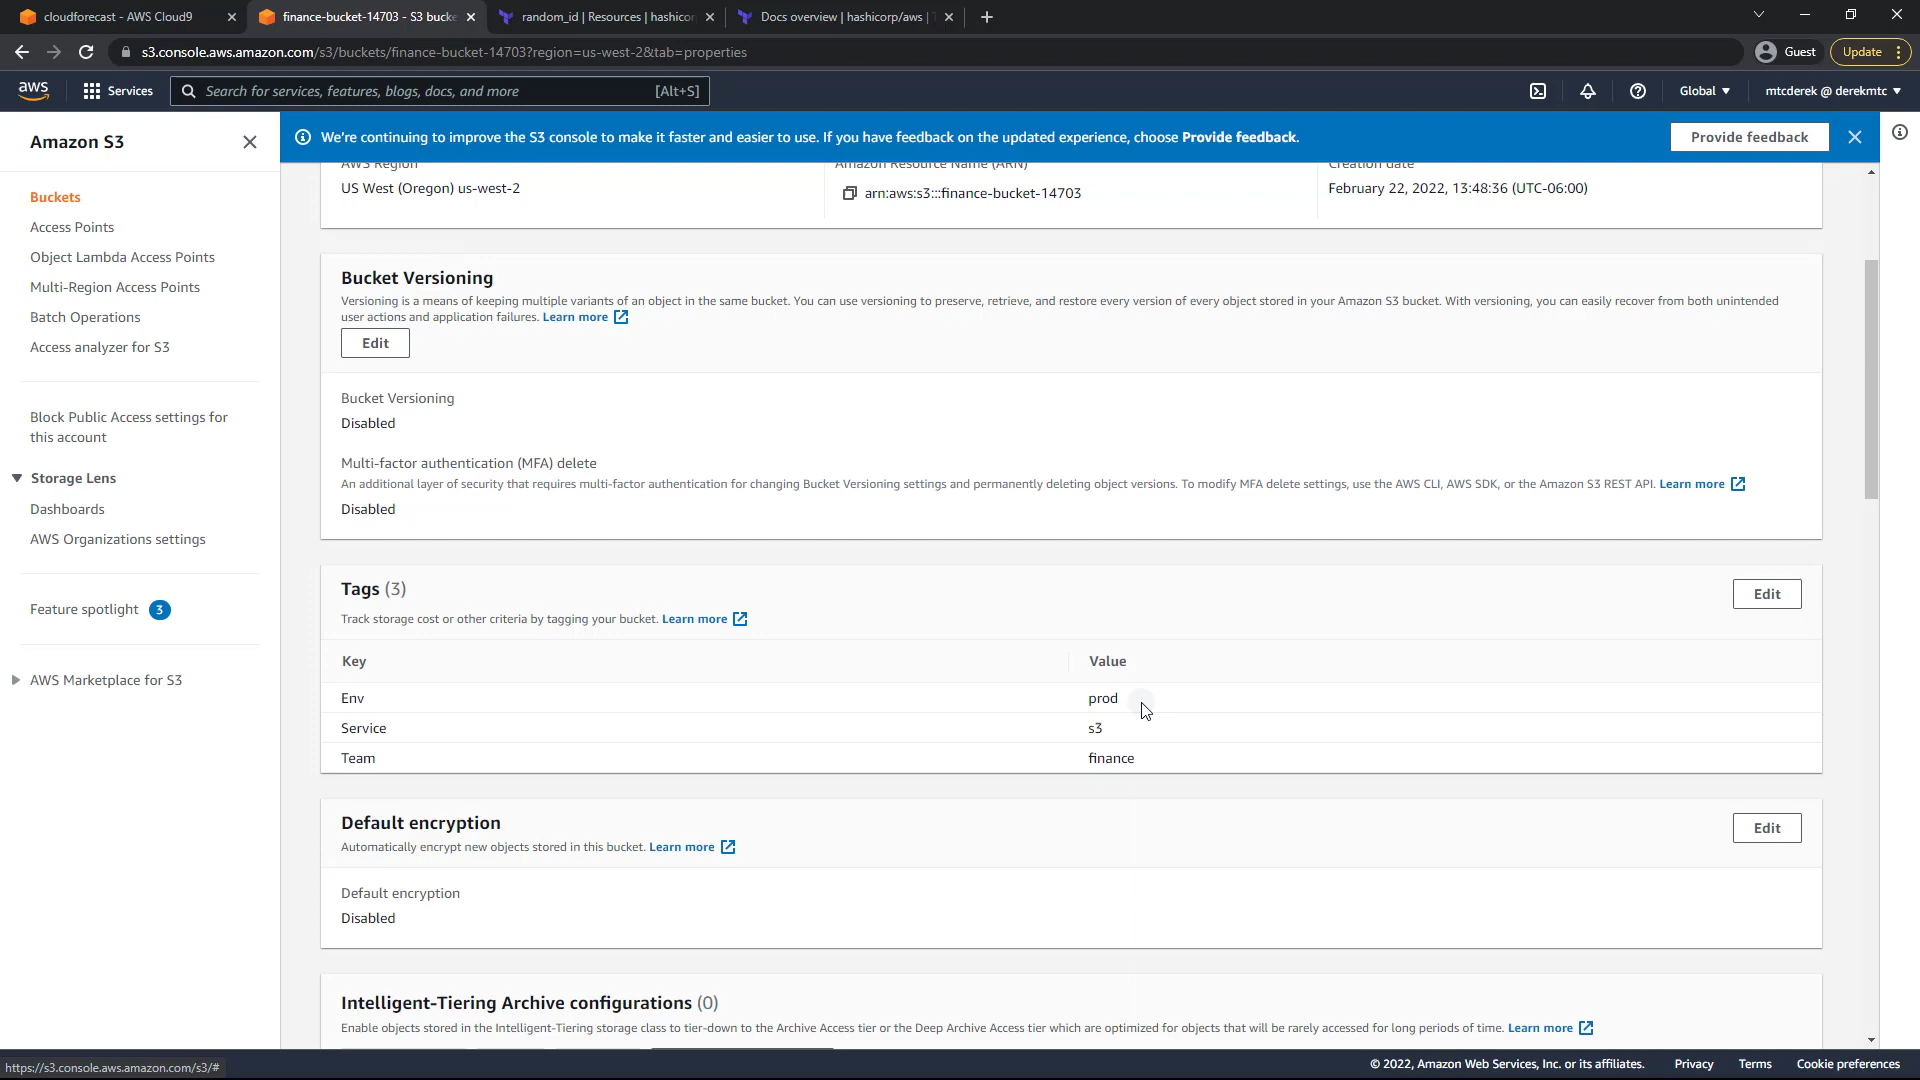 cloudforecast - AWS Cloud9
finance-bucket-14703 - S3 bucke
random_id | Resources | hashicor
Docs overview | hashicorp/aws |
s3.console.aws.amazon.com/s3/buckets/finance-bucket-14703?region=us-west-2&tab=properties
Guest
Update
aws
Services
Search for services, features, blogs, docs, and more
[Alt+S]
Global
mtcderek @ derekmtc
Amazon S3
Buckets
Access Points
Object Lambda Access Points
Multi-Region Access Points
Batch Operations
Access analyzer for S3
Block Public Access settings for
this account
Storage Lens
Dashboards
AWS Organizations settings
Feature spotlight 3
AWS Marketplace for S3
We're continuing to improve the S3 console to make it faster and easier to use. If you have feedback on the updated experience, choose Provide feedback.
Provide feedback
AWS Region
US West (Oregon) us-west-2
Amazon Resource Name (ARN)
arn:aws:s3:::finance-bucket-14703
Creation date
February 22, 2022, 13:48:36 (UTC-06:00)
Bucket Versioning
Versioning is a means of keeping multiple variants of an object in the same bucket. You can use versioning to preserve, retrieve, and restore every version of every object stored in your Amazon S3 bucket. With versioning, you can easily recover from both unintended
user actions and application failures. Learn more
Edit
Bucket Versioning
Disabled
Multi-factor authentication (MFA) delete
An additional layer of security that requires multi-factor authentication for changing Bucket Versioning settings and permanently deleting object versions. To modify MFA delete settings, use the AWS CLI, AWS SDK, or the Amazon S3 REST API. Learn more
Disabled
Tags (3)
Edit
Track storage cost or other criteria by tagging your bucket. Learn more
Key Value
Env prod
Service s3
Team finance
Default encryption
Edit
Automatically encrypt new objects stored in this bucket. Learn more
Default encryption
Disabled
Intelligent-Tiering Archive configurations (0)
Enable objects stored in the Intelligent-Tiering storage class to tier-down to the Archive Access tier or the Deep Archive Access tier which are optimized for objects that will be rarely accessed for long periods of time. Learn more
https://s3.console.aws.amazon.com/s3/#
© 2022, Amazon Web Services, Inc. or its affiliates.
Privacy
Terms
Cookie preferences